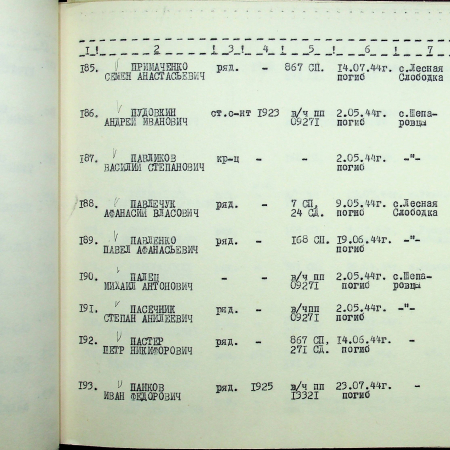 1 ! 2 ! 3 ! 4 ! 5 ! 6 ! 7
185. ПРИМАЧЕНКО ряд. - 867 СП. 14.07.44г. с.Лесная
СЕМЕН АНАСТАСЬЕВИЧ погиб Слободка
186. ПУДОВКИН ст.с-нт 1923 в/ч пп 2.05.44г. с.Шепа-
АНДРЕЙ ИВАНОВИЧ 09271 погиб ровцы
187. ПАВЛИКОВ кр-ц - - 2.05.44г. -"-
ВАСИЛИЙ СТЕПАНОВИЧ погиб
188. ПАВЛЕЧУК ряд. - 7 СП, 9.05.44г. с.Лесная
АФАНАСИЙ ВЛАСОВИЧ 24 СД. погиб Слободка
189. ПАВЛЕНКО ряд. - 168 СП. 19.06.44г. -"-
ПАВЕЛ АФАНАСЬЕВИЧ погиб
190. ПАЛЕЦ - - в/ч пп 2.05.44г. с.Шепа-
МИХАИЛ АНТОНОВИЧ 09271 погиб ровцы
191. ПАСЕЧНИК ряд. - в/чпп 2.05.44г. -"-
СТЕПАН АНИЛЕЕВИЧ 09271 погиб
192. ПАСТЕР ряд. - 867 СП, 14.06.44г. -
ПЕТР НИКИФОРОВИЧ 271 СД. погиб
193. ПАНКОВ ряд. 1925 в/ч пп 23.07.44г. -
ИВАН ФЕДОРОВИЧ 13321 погиб